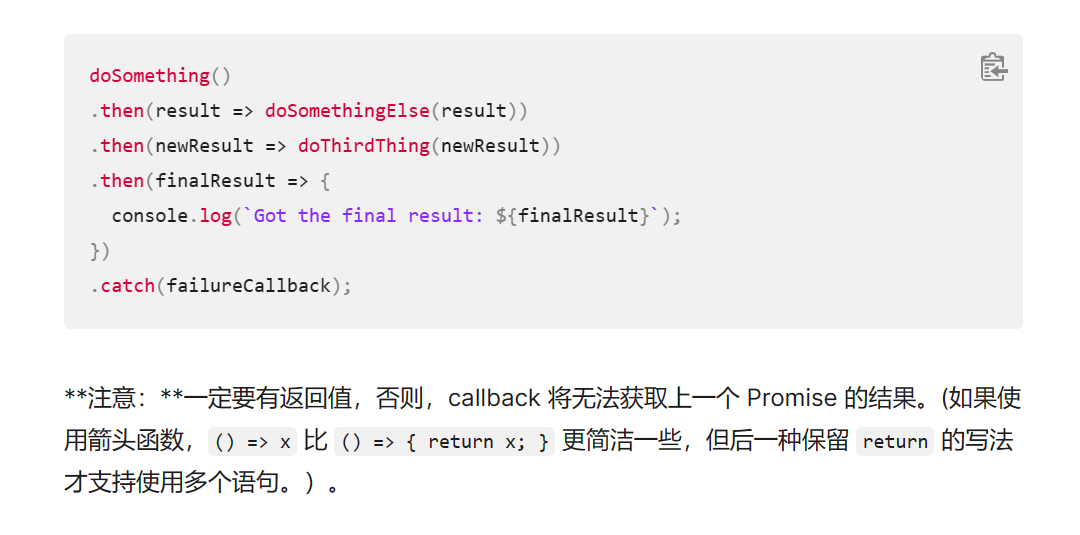 doSomething()
.then(result => doSomethingElse(result))
.then(newResult => doThirdThing(newResult))
.then(finalResult => {
  console.log(`Got the final result: ${finalResult}`);
})
.catch(failureCallback);
**注意：**一定要有返回值，否则，callback 将无法获取上一个 Promise 的结果。(如果使
用箭头函数，() => x 比 () => { return x; } 更简洁一些，但后一种保留 return 的写法
才支持使用多个语句。）。